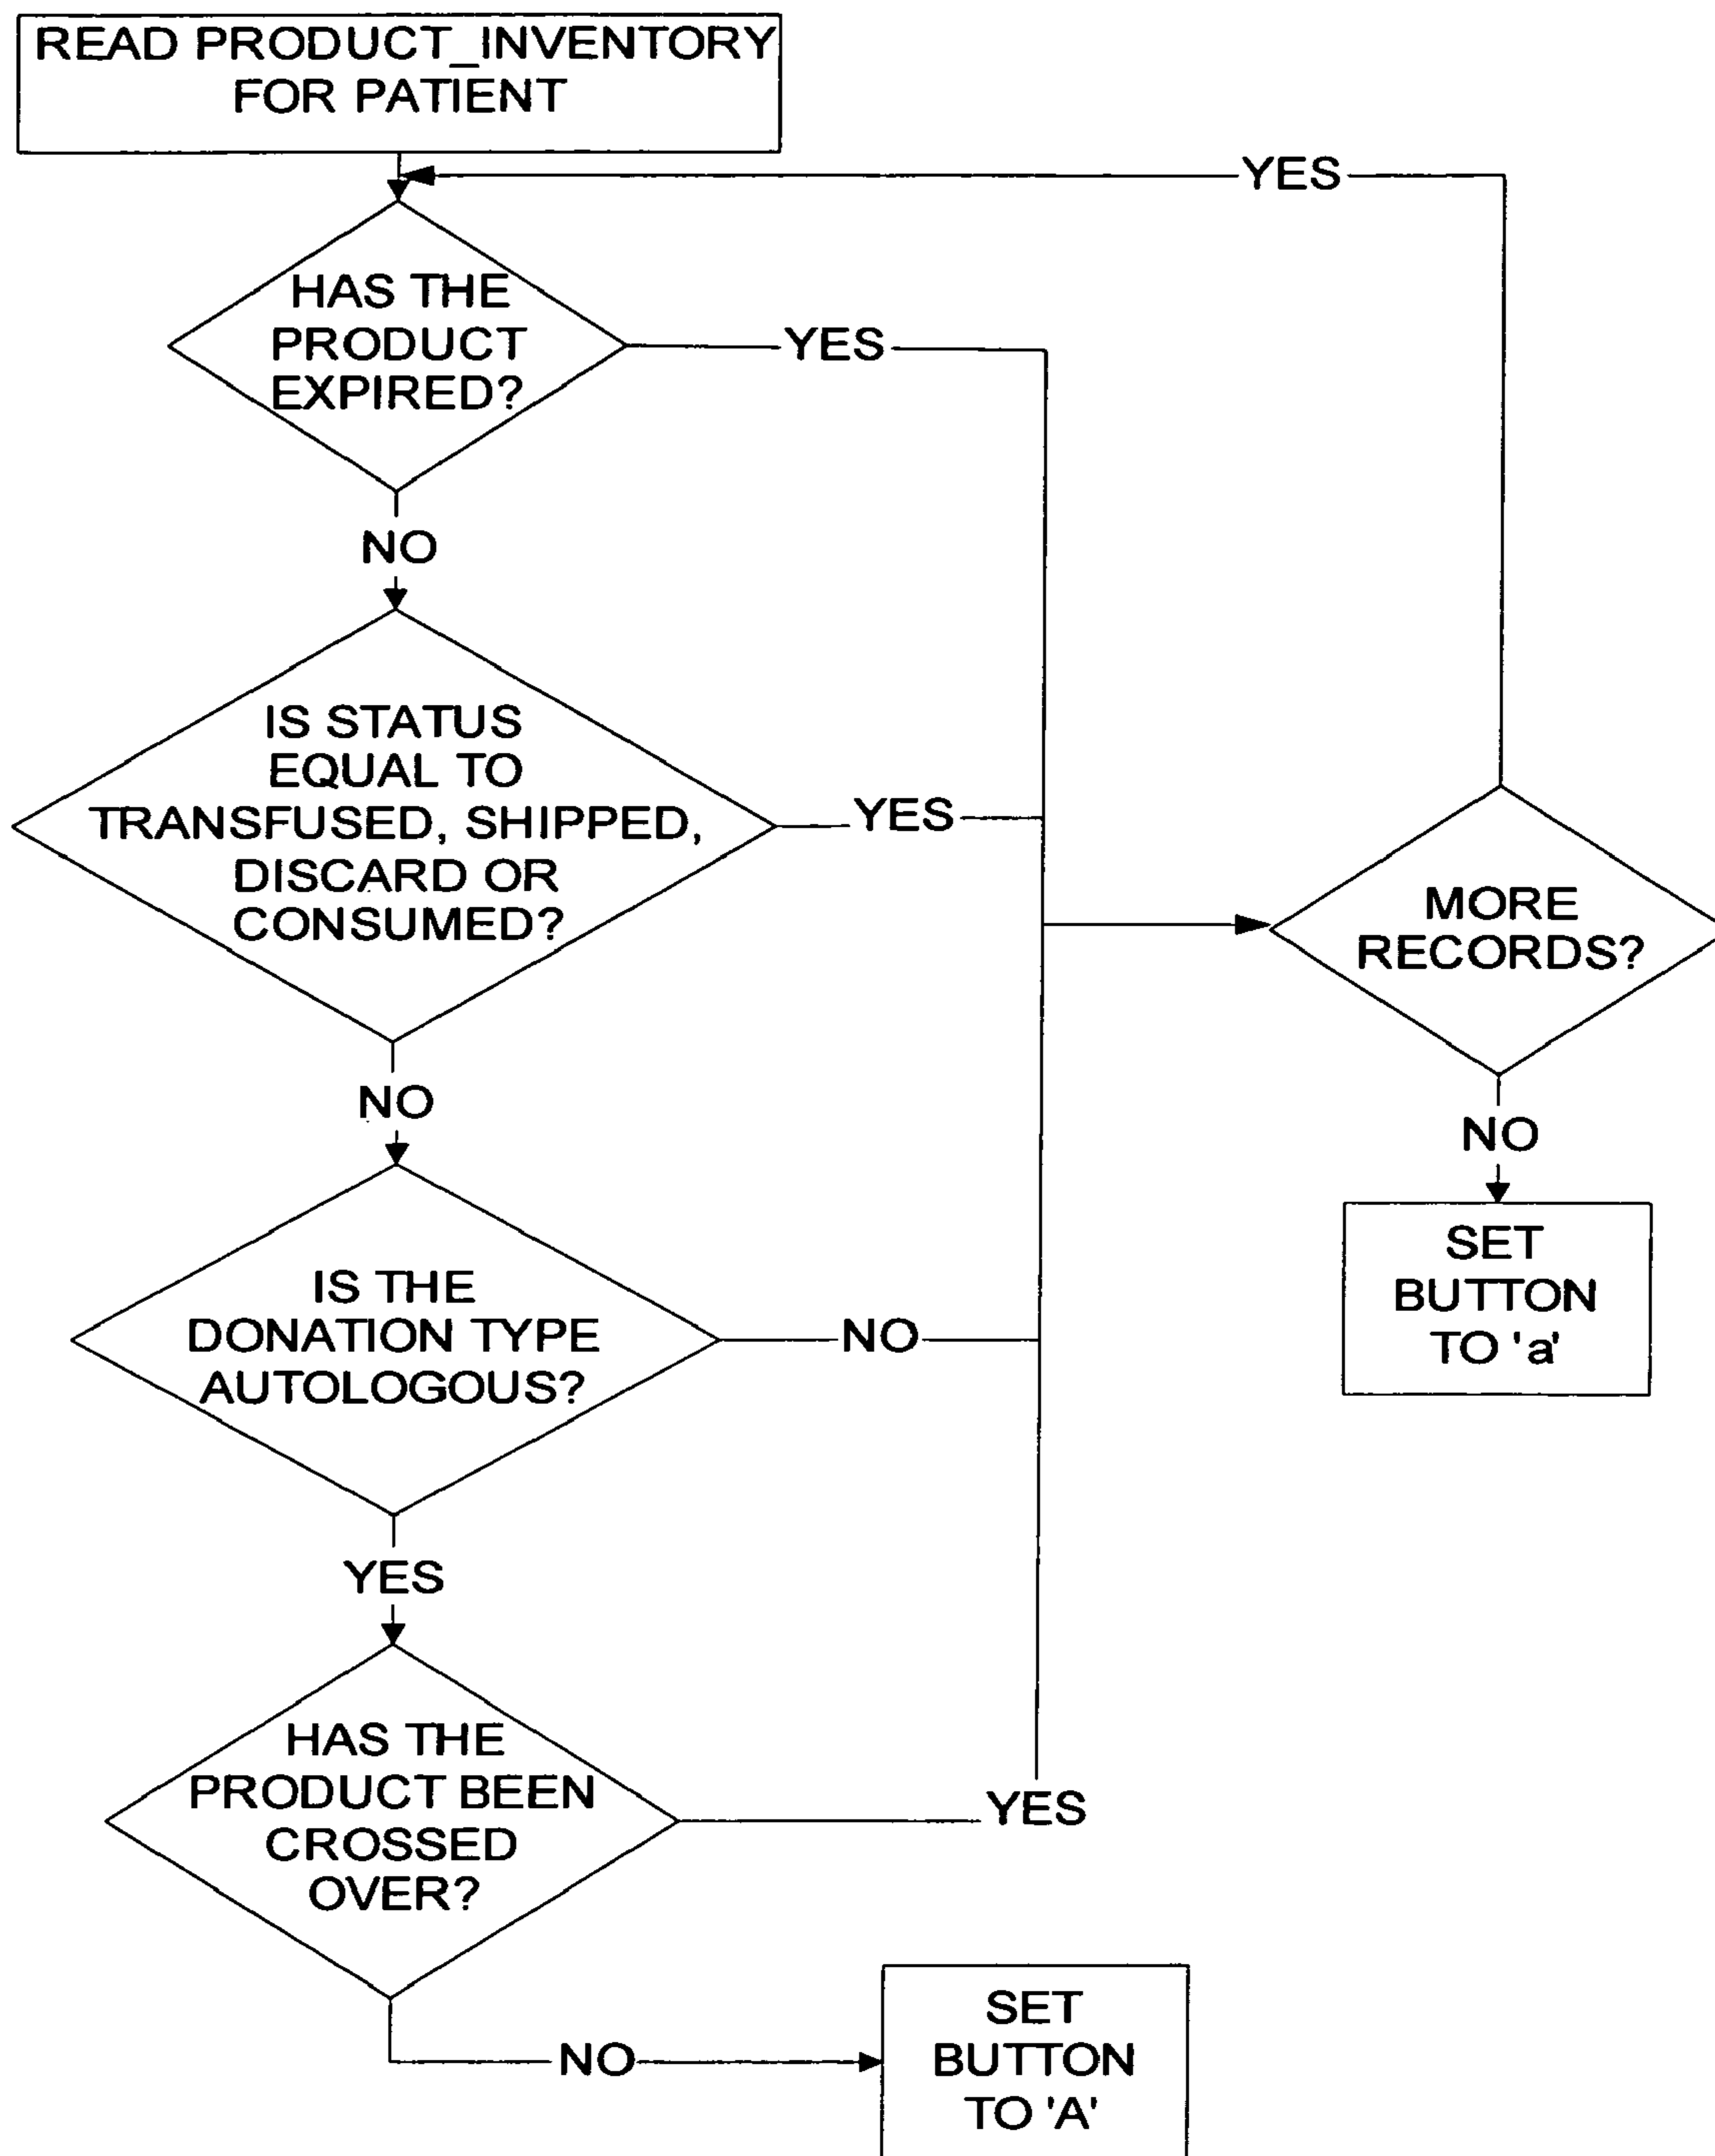 READ PRODUCT_INVENTORY
FOR PATIENT
YES
HAS THE
PRODUCT
EXPIRED?
YES
NO
IS STATUS
EQUAL TO
TRANSFUSED, SHIPPED,
DISCARD OR
CONSUMED?
YES
MORE
RECORDS?
NO
NO
SET
BUTTON
TO 'a'
IS THE
DONATION TYPE
AUTOLOGOUS?
NO
YES
HAS THE
PRODUCT BEEN
CROSSED
OVER?
YES
NO
SET
BUTTON
TO 'A'